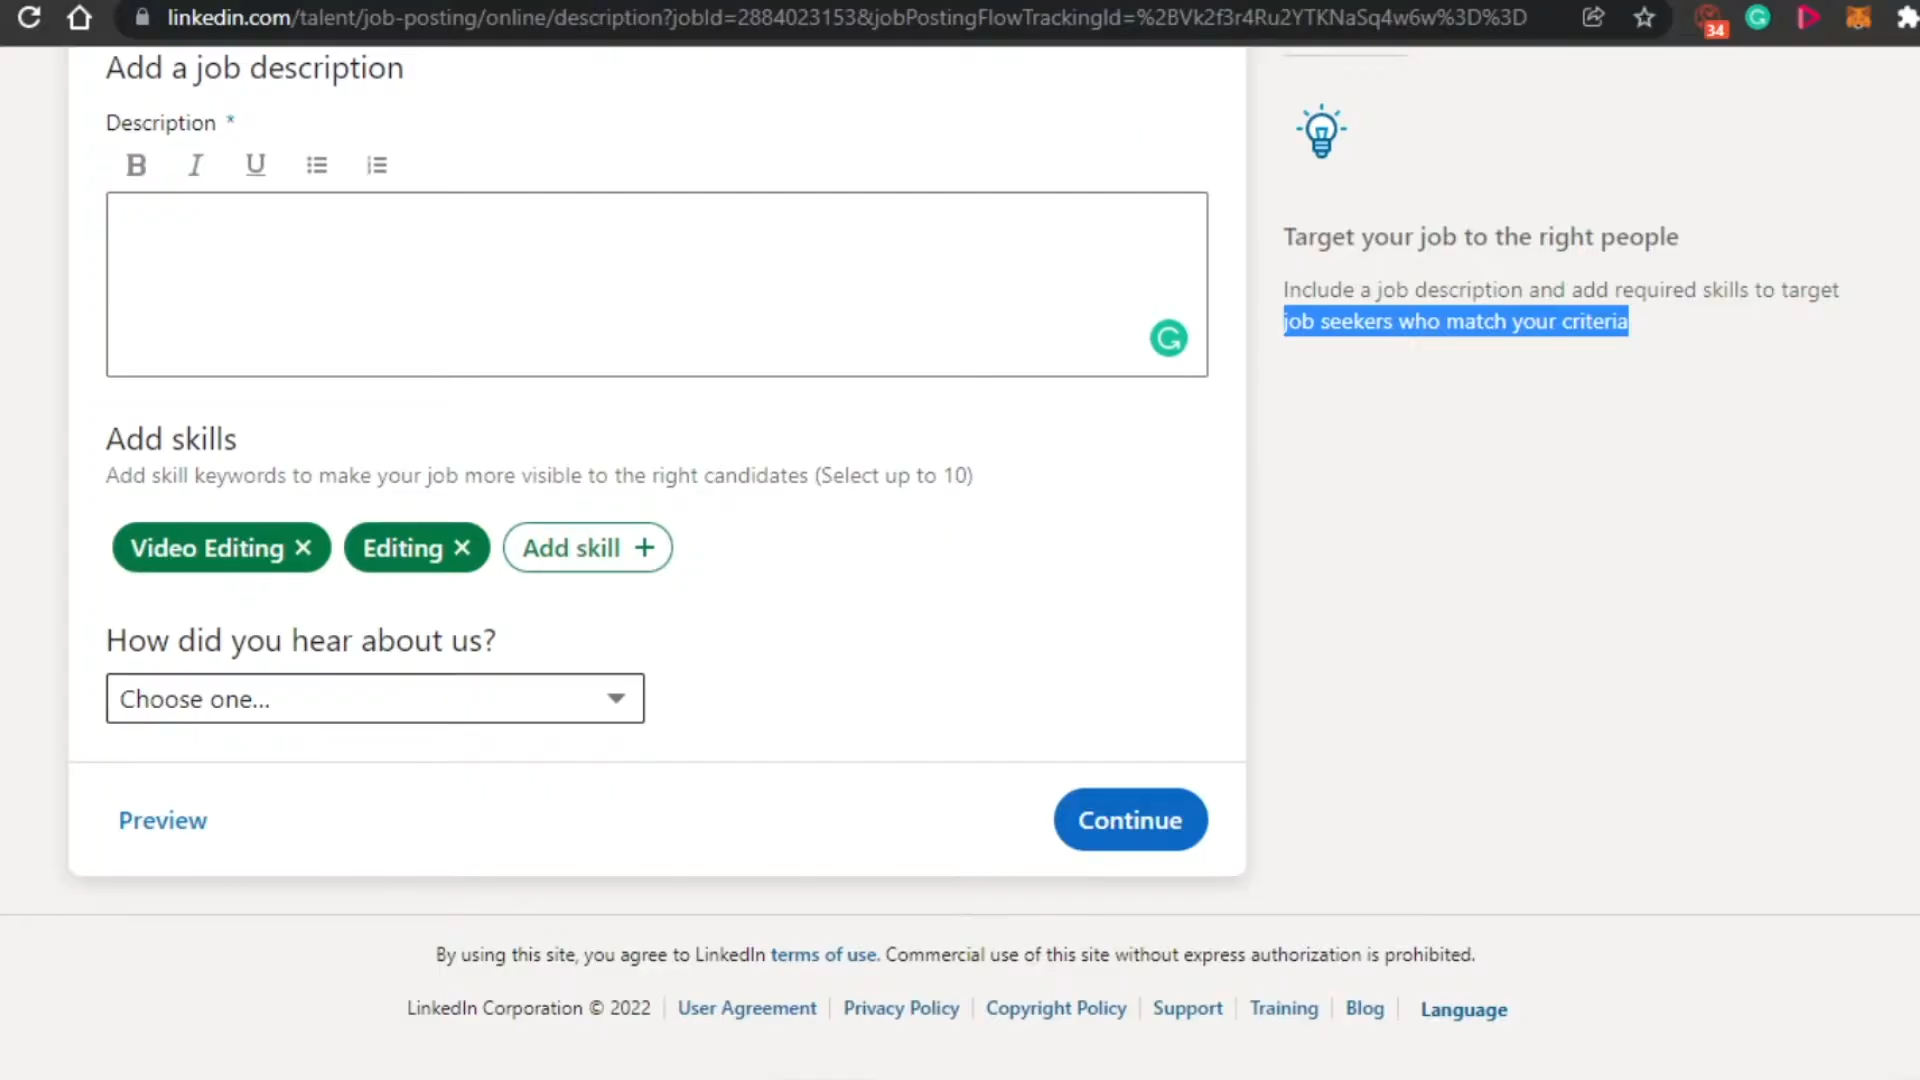 linkedin.com/talent/job-posting/online/description?jobId=2884023153&jobPostingFlowTrackingId=%2BVk2f3r4Ru2YTKNaSq4w6w%3D%3D
34
Add a job description
Description *
B I U
Add skills
Add skill keywords to make your job more visible to the right candidates (Select up to 10)
Video Editing × Editing × Add skill +
How did you hear about us?
Choose one...
Preview
Continue
Target your job to the right people
Include a job description and add required skills to target
job seekers who match your criteria
By using this site, you agree to LinkedIn terms of use. Commercial use of this site without express authorization is prohibited.
LinkedIn Corporation © 2022 | User Agreement | Privacy Policy | Copyright Policy | Support | Training | Blog | Language